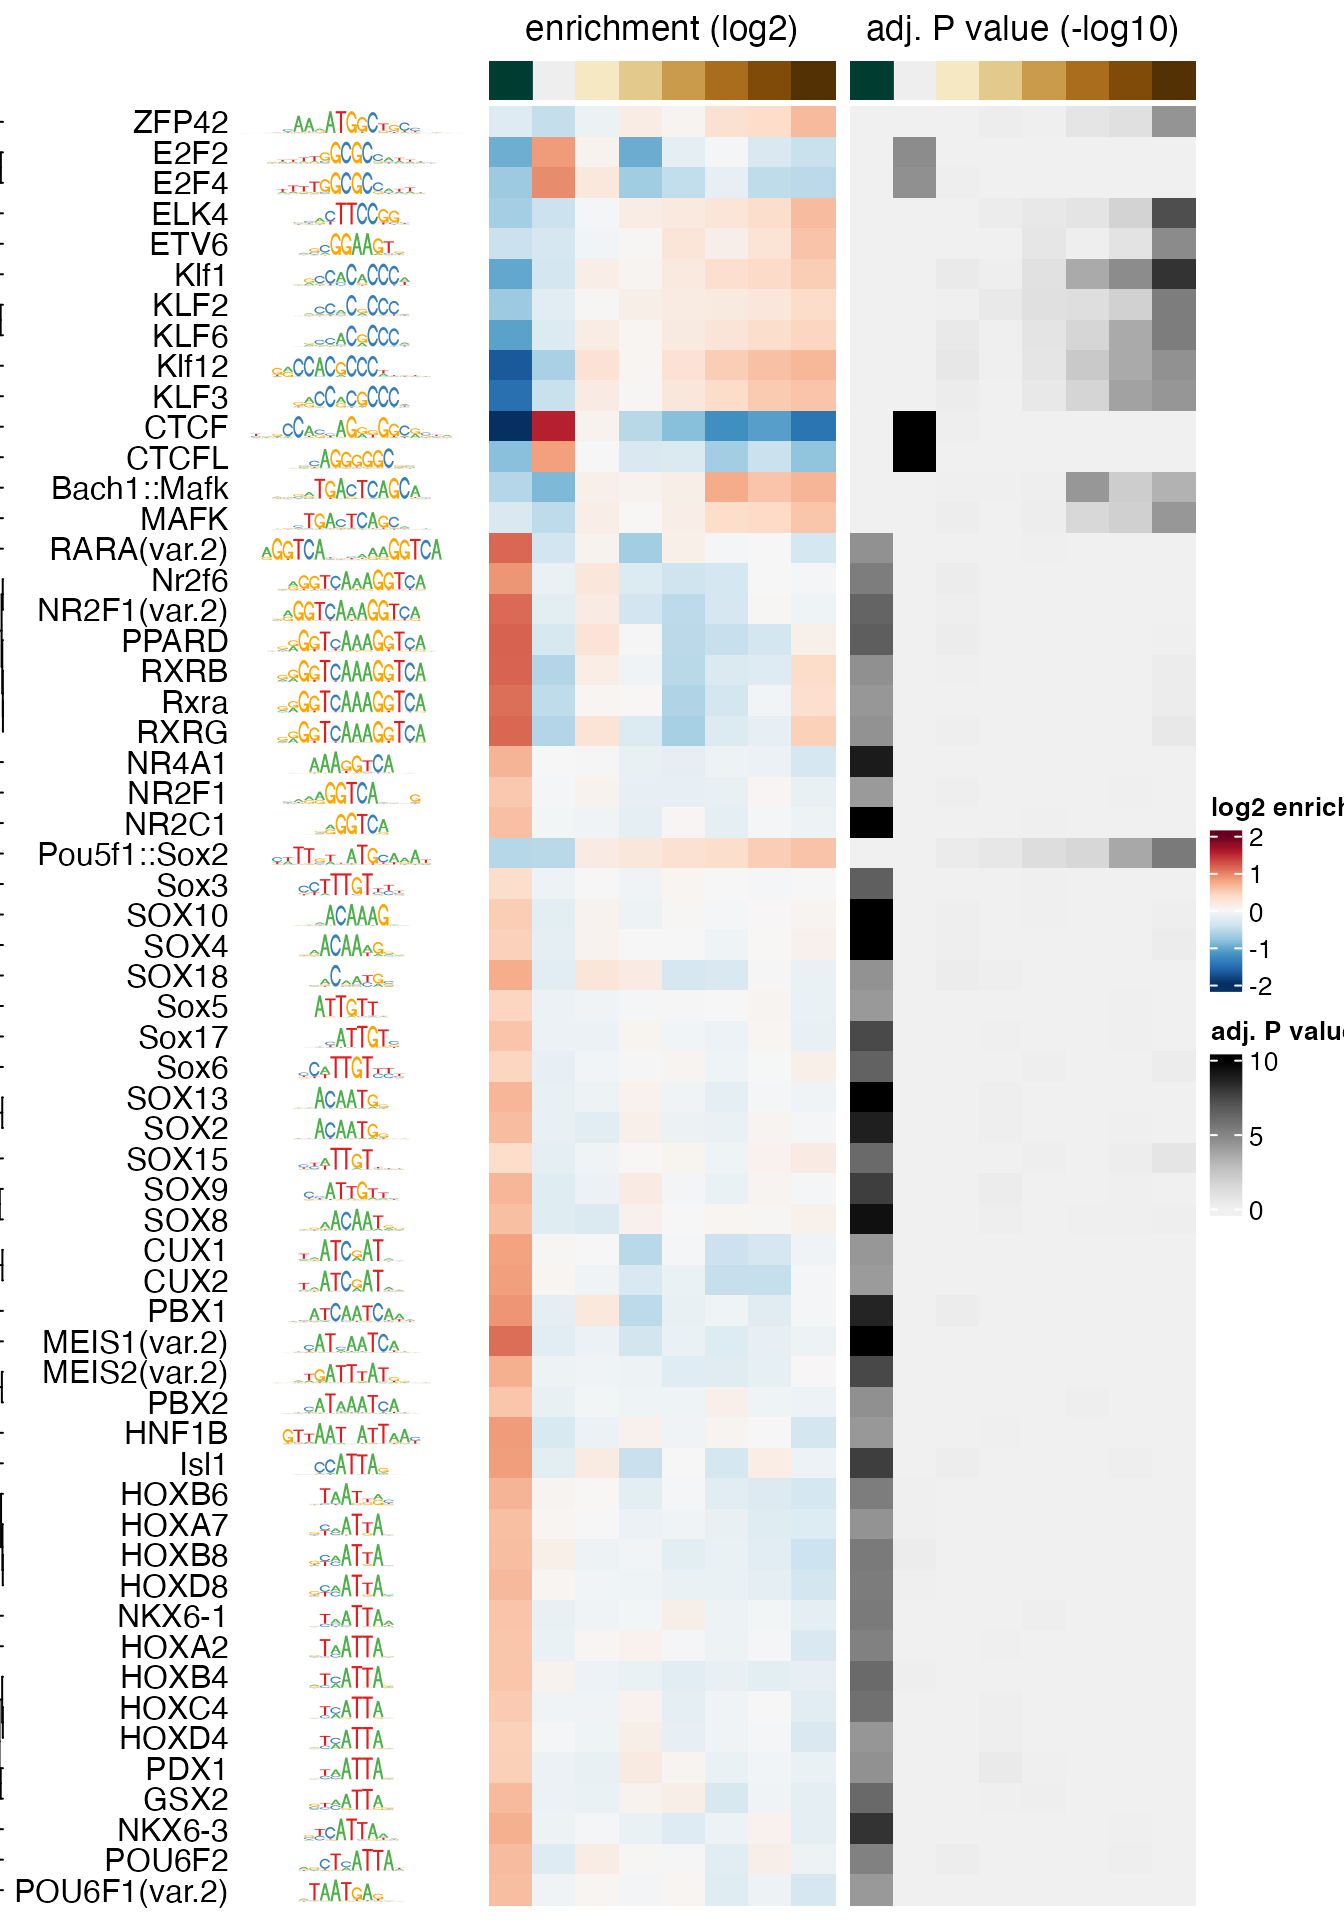 enrichment (log2) adj. P value (-log10)
ZFP42
E2F2
E2F4
ELK4
ETV6
Klf1
KLF2
KLF6
Klf12
KLF3
CTCF
CTCFL
Bach1::Mafk
MAFK
RARA(var.2)
Nr2f6
NR2F1(var.2)
PPARD
RXRB
Rxra
RXRG
NR4A1
NR2F1
NR2C1
Pou5f1::Sox2
Sox3
SOX10
SOX4
SOX18
Sox5
Sox17
Sox6
SOX13
SOX2
SOX15
SOX9
SOX8
CUX1
CUX2
PBX1
MEIS1(var.2)
MEIS2(var.2)
PBX2
HNF1B
Isl1
HOXB6
HOXA7
HOXB8
HOXD8
NKX6-1
HOXA2
HOXB4
HOXC4
HOXD4
PDX1
GSX2
NKX6-3
POU6F2
POU6F1(var.2)
log2 enrich
2
1
0
-1
-2
adj. P valu
10
5
0